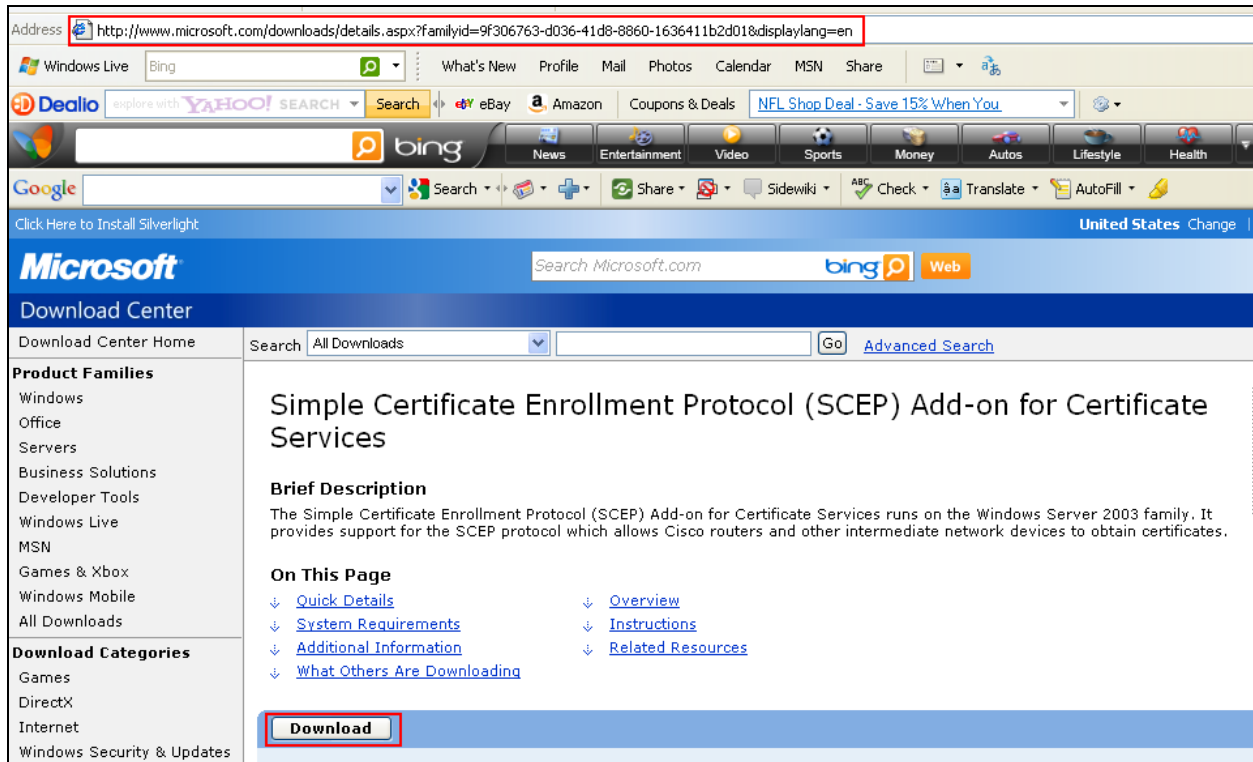 Address http://www.microsoft.com/downloads/details.aspx?familyid=9f306763-d036-41d8-8860-1636411b2d01&displaylang=en
Windows Live Bing What's New Profile Mail Photos Calendar MSN Share
Dealio explore with YAHOO! SEARCH Search eBay Amazon Coupons & Deals NFL Shop Deal - Save 15% When You
bing News Entertainment Video Sports Money Autos Lifestyle Health
Google Search Share Sidewiki Check Translate AutoFill
Click Here to Install Silverlight United States Change |
Microsoft Search Microsoft.com bing Web
Download Center
Download Center Home
Search All Downloads Go Advanced Search
Product Families
Windows
Office
Servers
Business Solutions
Developer Tools
Windows Live
MSN
Games & Xbox
Windows Mobile
All Downloads
Download Categories
Games
DirectX
Internet
Windows Security & Updates
Simple Certificate Enrollment Protocol (SCEP) Add-on for Certificate
Services
Brief Description
The Simple Certificate Enrollment Protocol (SCEP) Add-on for Certificate Services runs on the Windows Server 2003 family. It
provides support for the SCEP protocol which allows Cisco routers and other intermediate network devices to obtain certificates.
On This Page
Quick Details
System Requirements
Additional Information
What Others Are Downloading
Overview
Instructions
Related Resources
Download